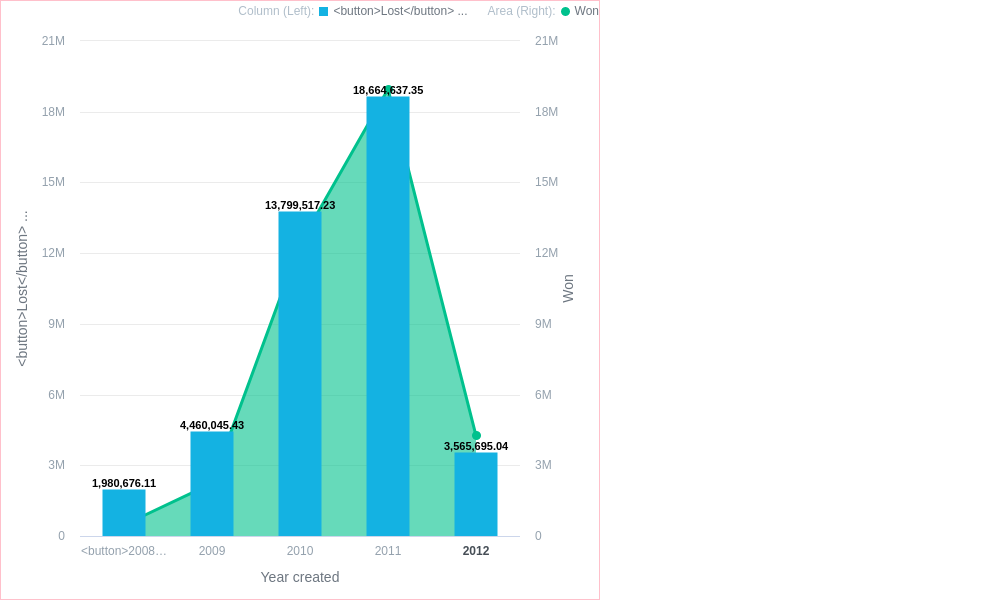 Column (Left): <button>Lost</button> ... Area (Right): Won
21M 21M
18,664,637.35
18M 18M
13,799,517.23
15M 15M
<button>Lost</button> ...
12M 12M
Won
9M 9M
6M 6M
4,460,045.43
3,565,695.04
3M 3M
1,980,676.11
0 0
<button>2008… 2009 2010 2011 2012
Year created